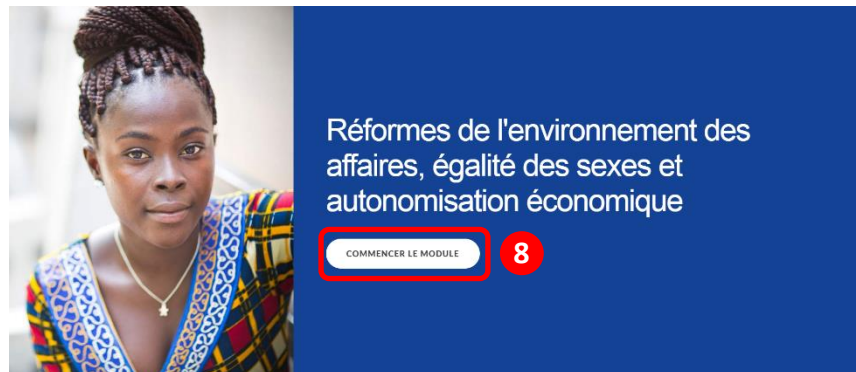 Réformes de l'environnement des
affaires, égalité des sexes et
autonomisation économique
COMMENCER LE MODULE
8